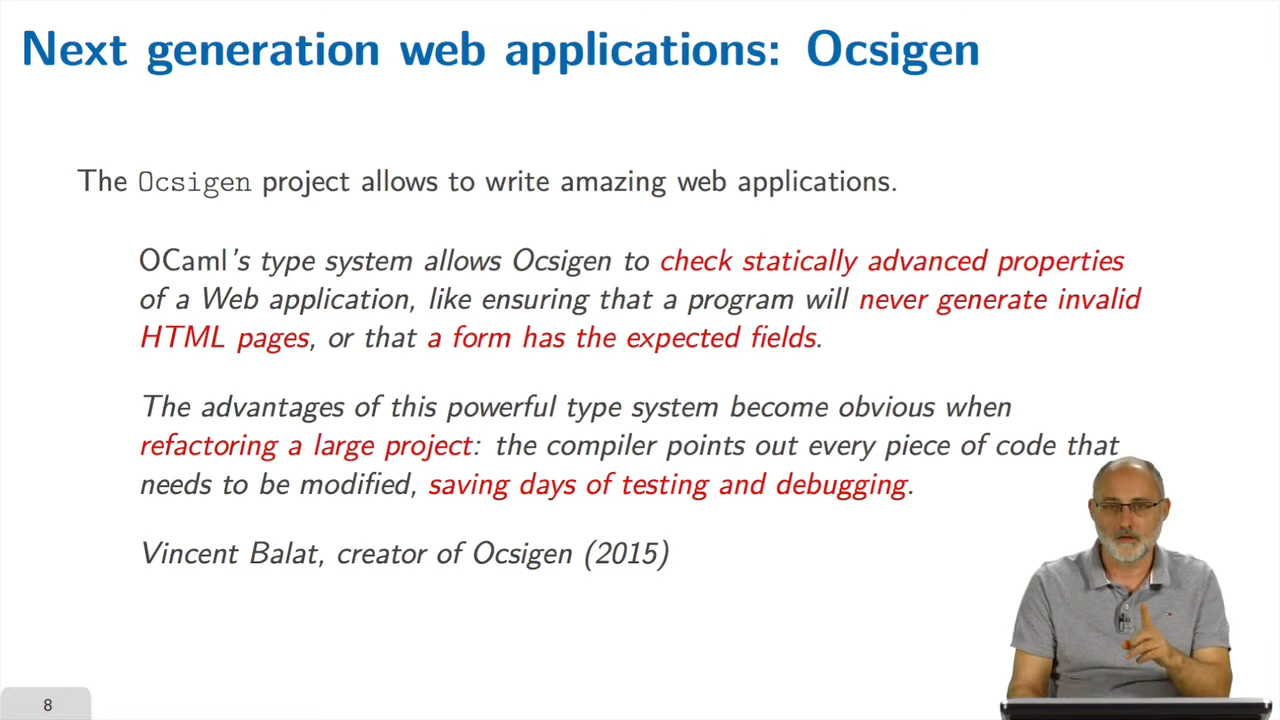 Next generation web applications: Ocsigen
The Ocsigen project allows to write amazing web applications.
OCaml's type system allows Ocsigen to check statically advanced properties
of a Web application, like ensuring that a program will never generate invalid
HTML pages, or that a form has the expected fields.
The advantages of this powerful type system become obvious when
refactoring a large project: the compiler points out every piece of code that
needs to be modified, saving days of testing and debugging.
Vincent Balat, creator of Ocsigen (2015)
8